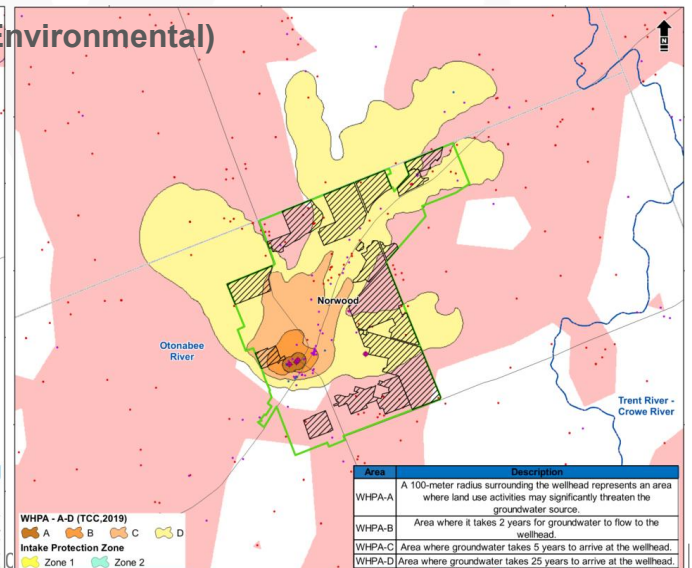 Environmental)
N
Norwood
Otonabee
River
Trent River -
Crowe River
Area Description
WHPA-A A 100-meter radius surrounding the wellhead represents an area
where land use activities may significantly threaten the
groundwater source.
WHPA-B Area where it takes 2 years for groundwater to flow to the
wellhead.
WHPA-C Area where groundwater takes 5 years to arrive at the wellhead.
WHPA-D Area where groundwater takes 25 years to arrive at the wellhead.
WHPA - A-D (TCC,2019)
A B C D
Intake Protection Zone
Zone 1 Zone 2